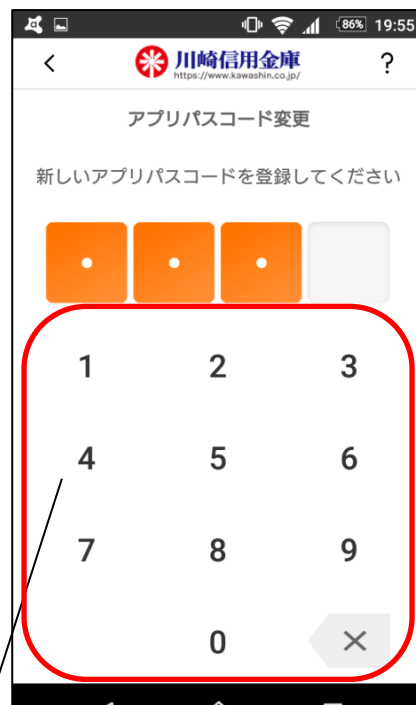 86% 19:55
川崎信用金庫 ?
https://www.kawashin.co.jp/
アプリパスコード変更
新しいアプリパスコードを登録してください
1 2 3
4 5 6
7 8 9
0